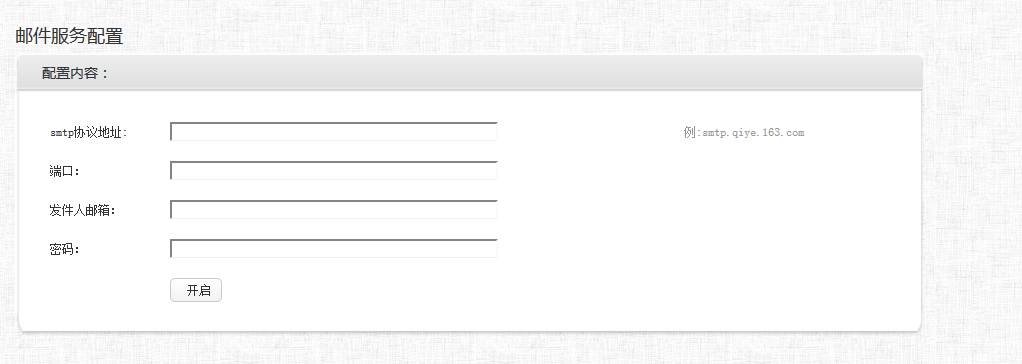 邮件服务配置
配置内容：
smtp协议地址:
例:smtp.qiye.163.com
端口:
发件人邮箱:
密码:
开启